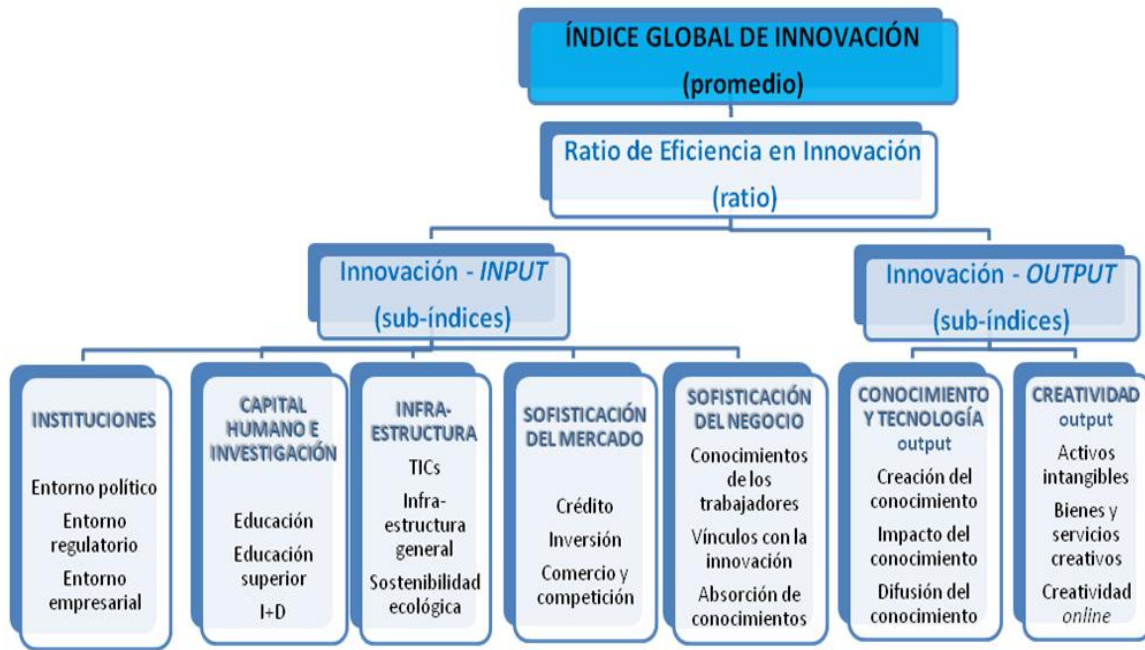 ÍNDICE GLOBAL DE INNOVACIÓN
(promedio)
Ratio de Eficiencia en Innovación
(ratio)
Innovación - INPUT
(sub-índices)
Innovación - OUTPUT
(sub-índices)
INSTITUCIONES
Entorno político
Entorno
regulatorio
Entorno
empresarial
CAPITAL
HUMANO E
INVESTIGACIÓN
Educación
Educación
superior
I+D
INFRA-
ESTRUCTURA
TICs
Infra-
estructura
general
Sostenibilidad
ecológica
SOFISTICACIÓN
DEL MERCADO
Crédito
Inversión
Comercio y
competición
SOFISTICACIÓN
DEL NEGOCIO
Conocimientos
de los
trabajadores
Vínculos con la
innovación
Absorción de
conocimientos
CONOCIMIENTO
Y TECNOLOGÍA
output
Creación del
conocimiento
Impacto del
conocimiento
Difusión del
conocimiento
CREATIVIDAD
output
Activos
intangibles
Bienes y
servicios
creativos
Creatividad
online